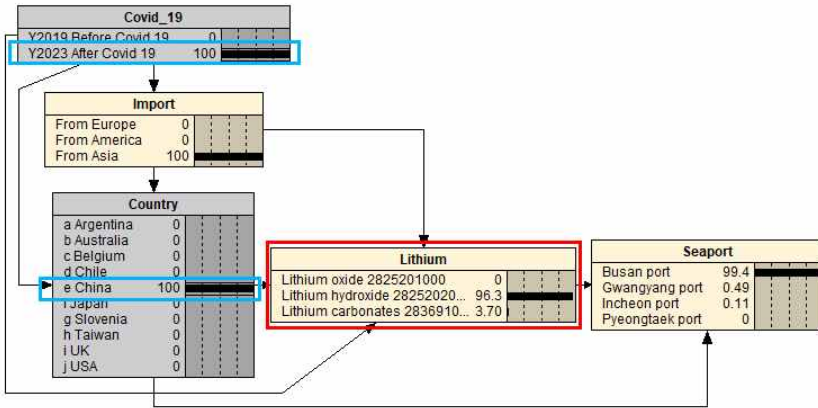 Covid_19
Y2019 Before Covid 19 0
Y2023 After Covid 19 100
Import
From Europe 0
From America 0
From Asia 100
Country
a Argentina 0
b Australia 0
c Belgium 0
d Chile 0
e China 100
f Japan 0
g Slovenia 0
h Taiwan 0
i UK 0
j USA 0
Lithium
Lithium oxide 2825201000 0
Lithium hydroxide 28252020... 96.3
Lithium carbonates 2836910... 3.70
Seaport
Busan port 99.4
Gwangyang port 0.49
Incheon port 0.11
Pyeongtaek port 0